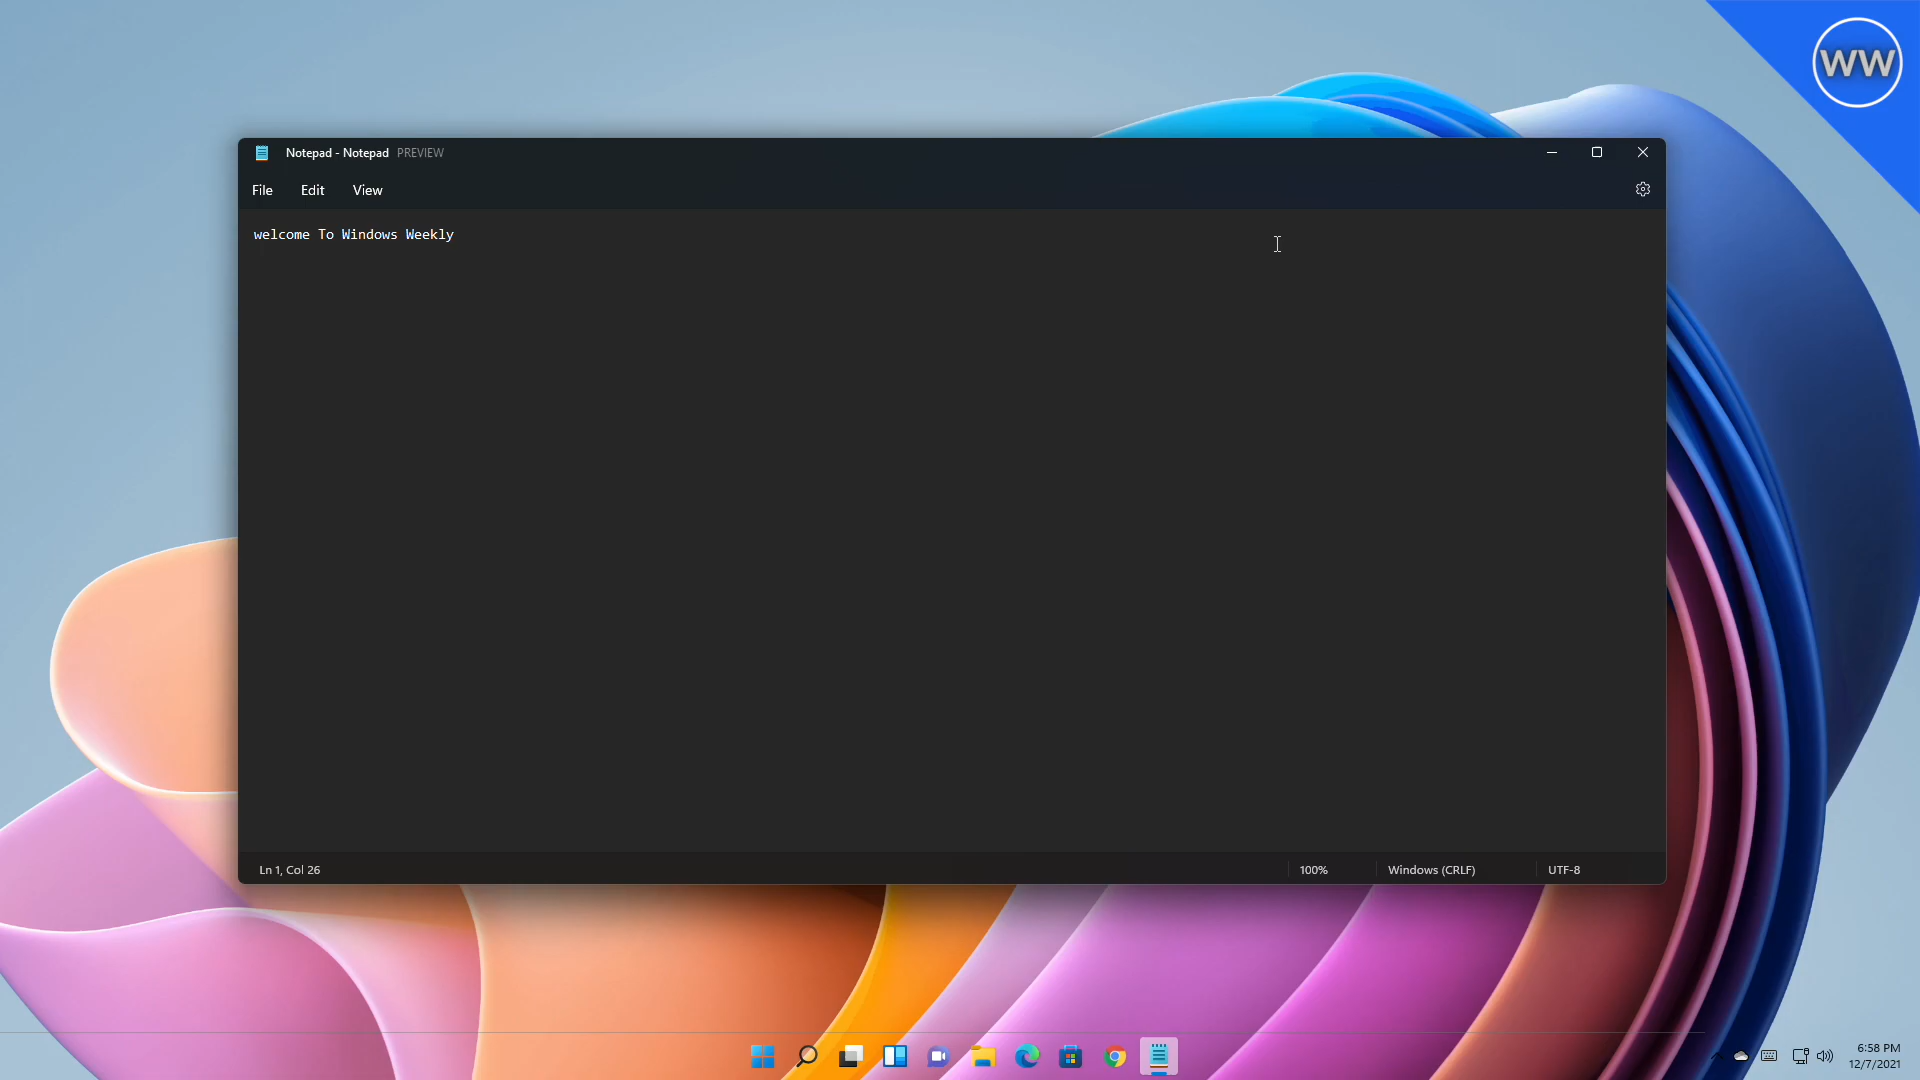 WW
Notepad - Notepad PREVIEW
File Edit View
welcome To Windows Weekly
Ln 1, Col 26 100% Windows (CRLF) UTF-8
6:58 PM
12/7/2021